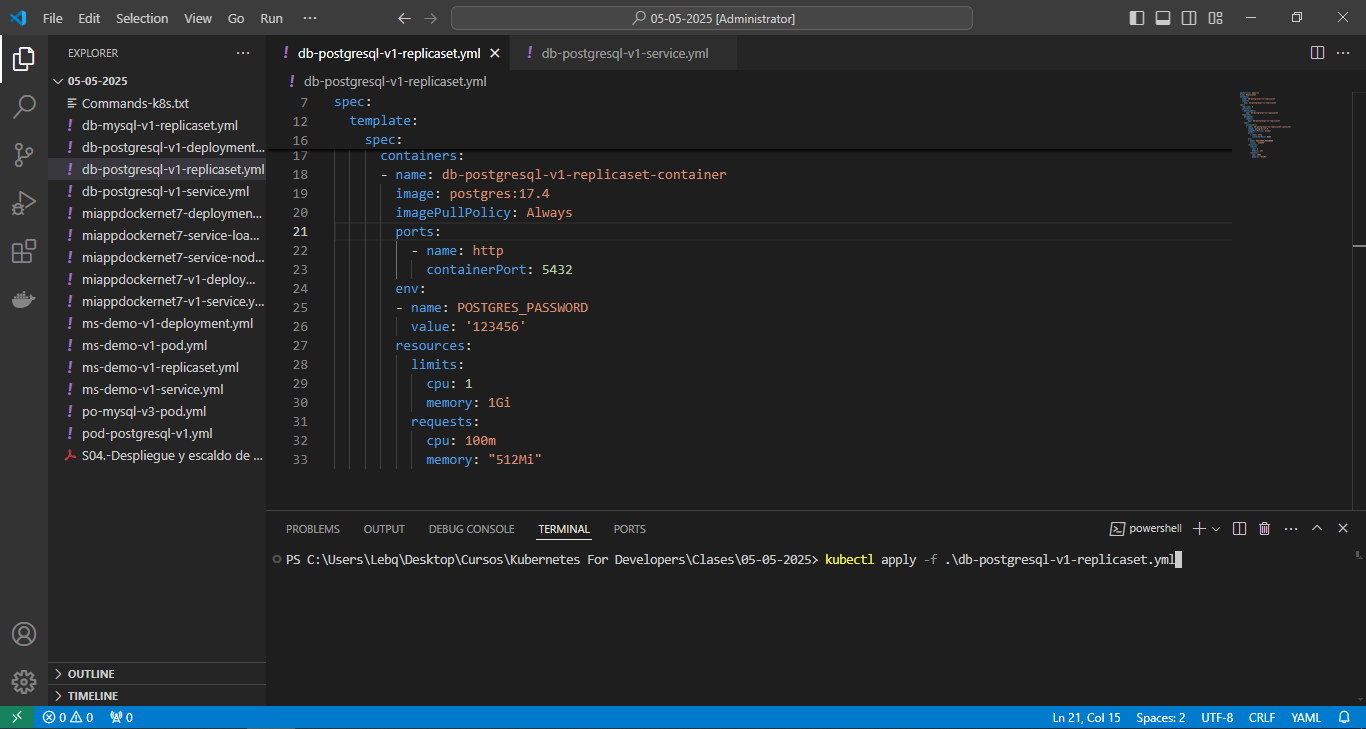 File Edit Selection View Go Run ··· 05-05-2025 [Administrator]
EXPLORER ···
05-05-2025
Commands-k8s.txt
! db-mysql-v1-replicaset.yml
! db-postgresql-v1-deployment...
! db-postgresql-v1-replicaset.yml
! db-postgresql-v1-service.yml
! miappdockernet7-deploymen...
! miappdockernet7-service-loa...
! miappdockernet7-service-nod...
! miappdockernet7-v1-deploy...
! miappdockernet7-v1-service.y...
! ms-demo-v1-deployment.yml
! ms-demo-v1-pod.yml
! ms-demo-v1-replicaset.yml
! ms-demo-v1-service.yml
! po-mysql-v3-pod.yml
! pod-postgresql-v1.yml
S04.-Despliegue y escaldo de ...
OUTLINE
TIMELINE
! db-postgresql-v1-replicaset.yml ! db-postgresql-v1-service.yml
! db-postgresql-v1-replicaset.yml
7 spec:
12 template:
16 spec:
17 containers:
18 - name: db-postgresql-v1-replicaset-container
19 image: postgres:17.4
20 imagePullPolicy: Always
21 ports:
22 - name: http
23 containerPort: 5432
24 env:
25 - name: POSTGRES_PASSWORD
26 value: '123456'
27 resources:
28 limits:
29 cpu: 1
30 memory: 1Gi
31 requests:
32 cpu: 100m
33 memory: "512Mi"
PROBLEMS OUTPUT DEBUG CONSOLE TERMINAL PORTS powershell
PS C:\Users\Lebq\Desktop\Cursos\Kubernetes For Developers\Clases\05-05-2025> kubectl apply -f .\db-postgresql-v1-replicaset.yml
0 0 0 Ln 21, Col 15 Spaces: 2 UTF-8 CRLF YAML